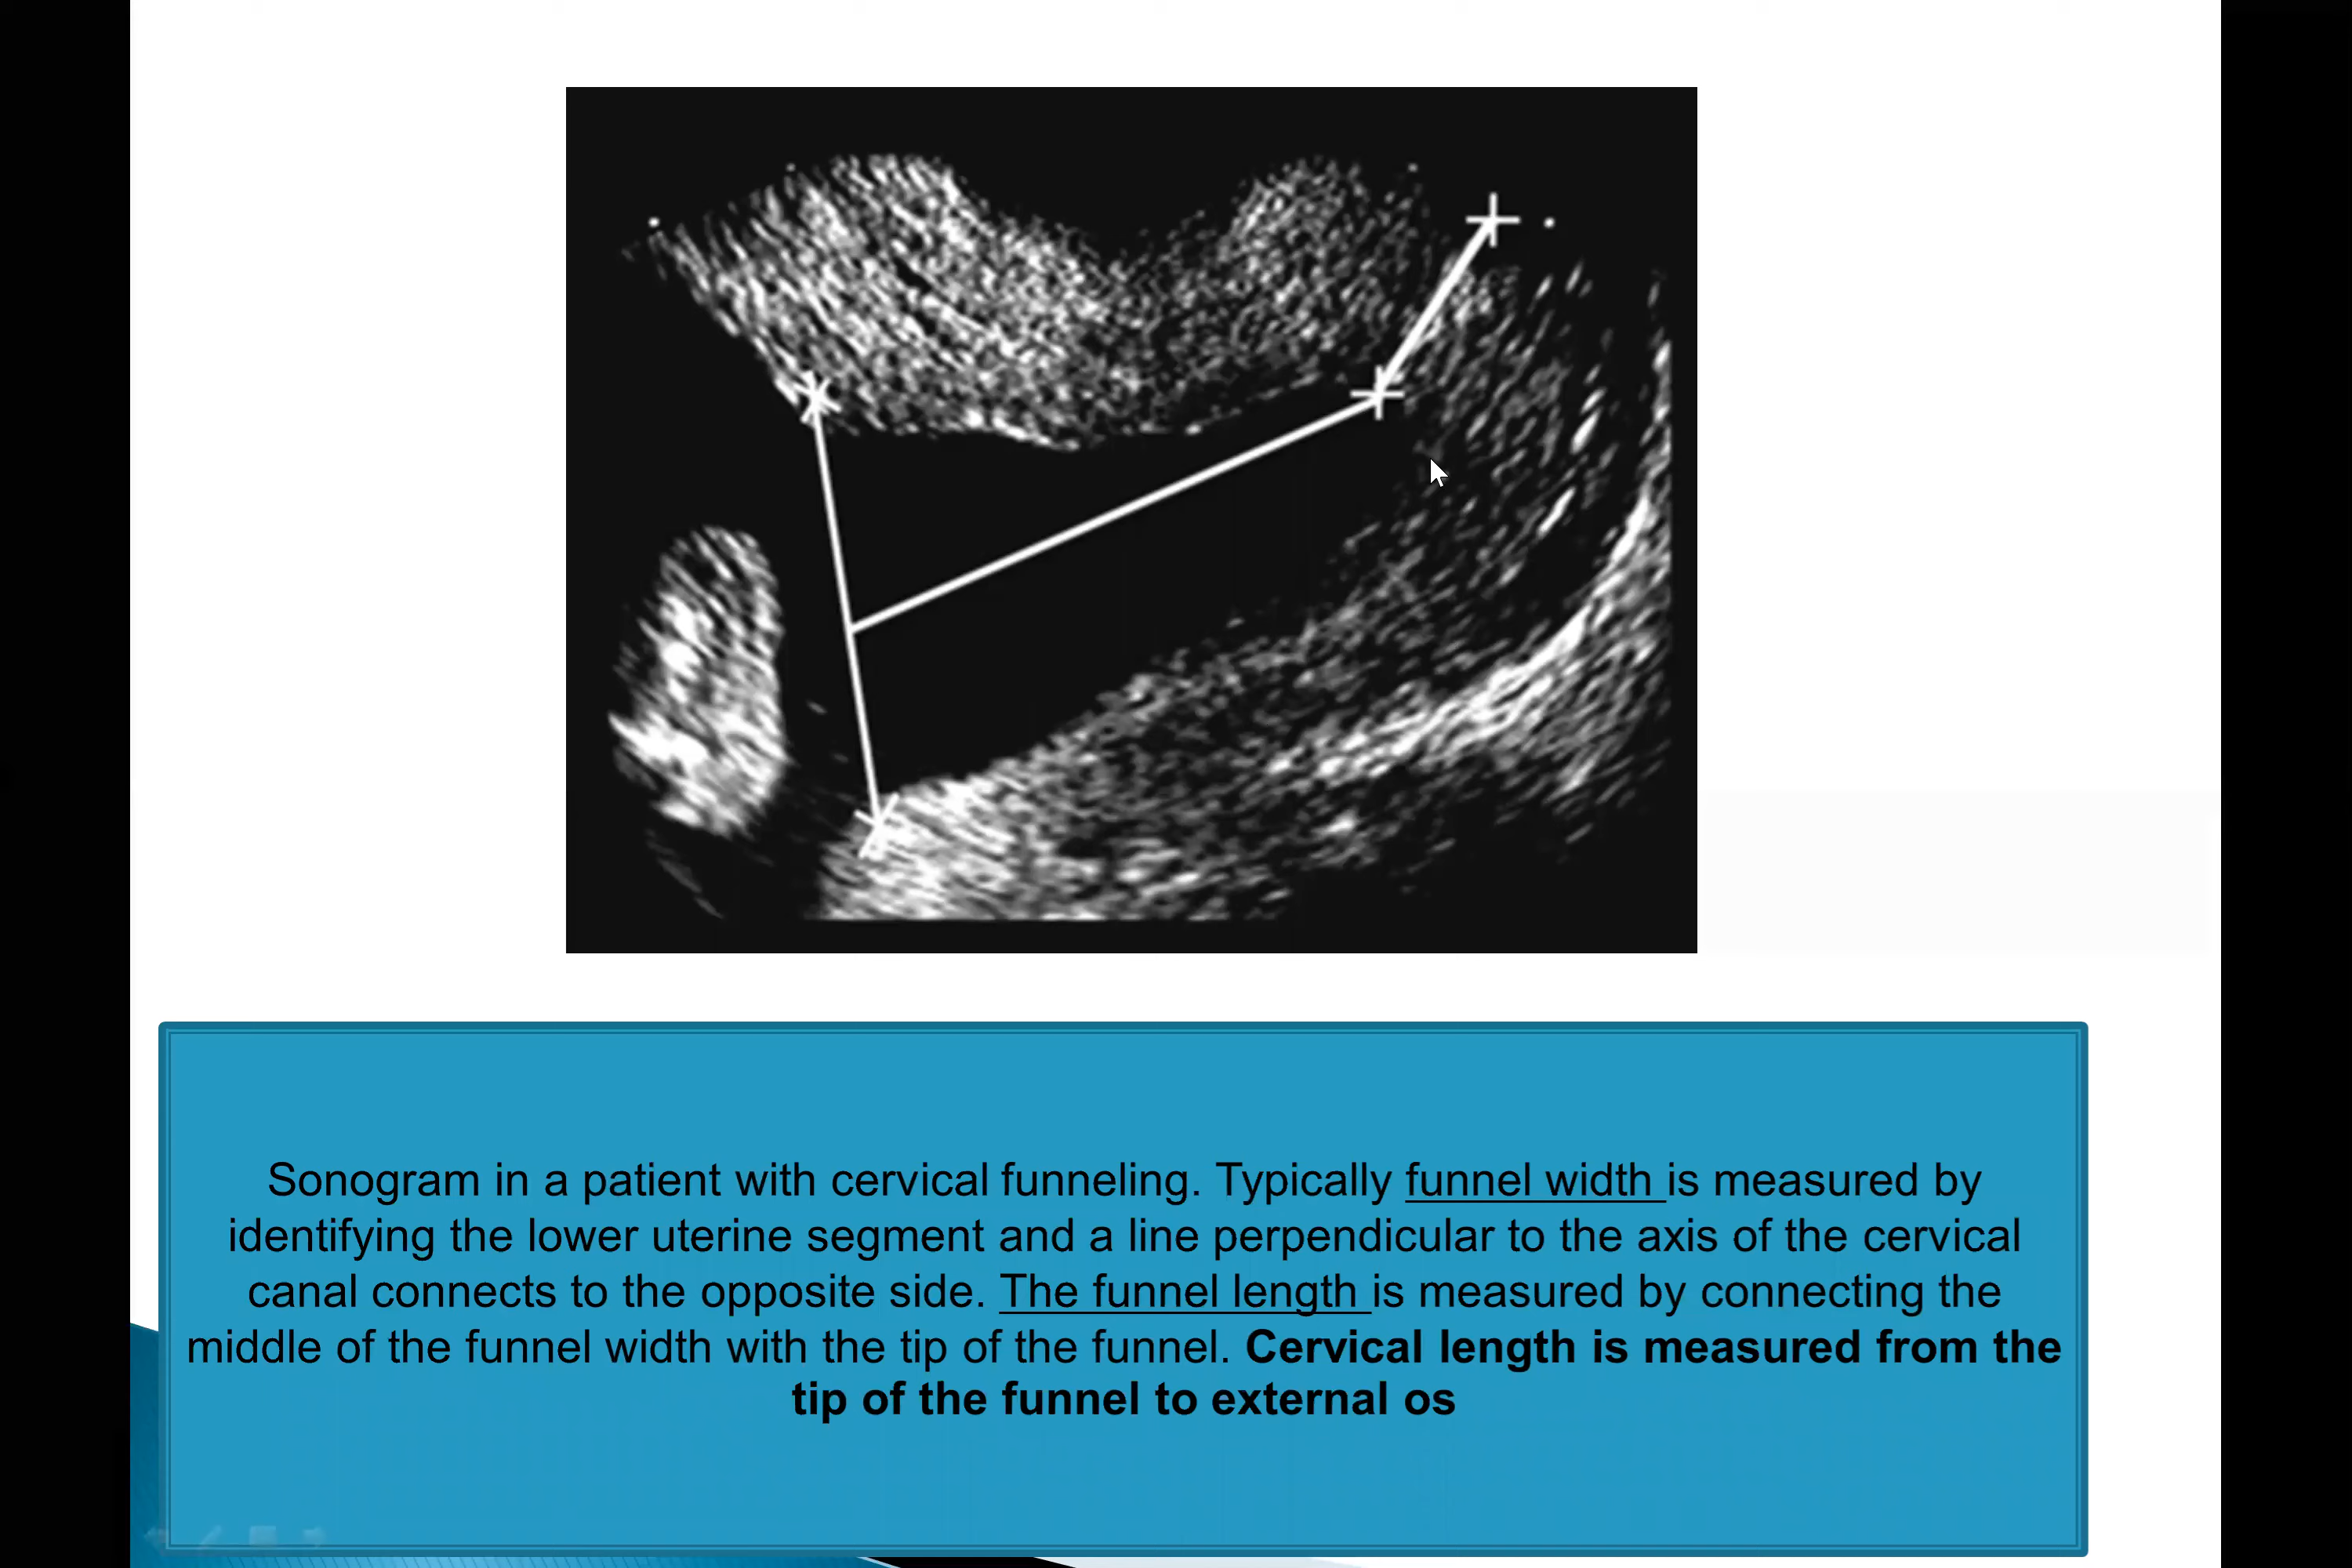 Sonogram in a patient with cervical funneling. Typically funnel width is measured by
identifying the lower uterine segment and a line perpendicular to the axis of the cervical
canal connects to the opposite side. The funnel length is measured by connecting the
middle of the funnel width with the tip of the funnel. Cervical length is measured from the
tip of the funnel to external os